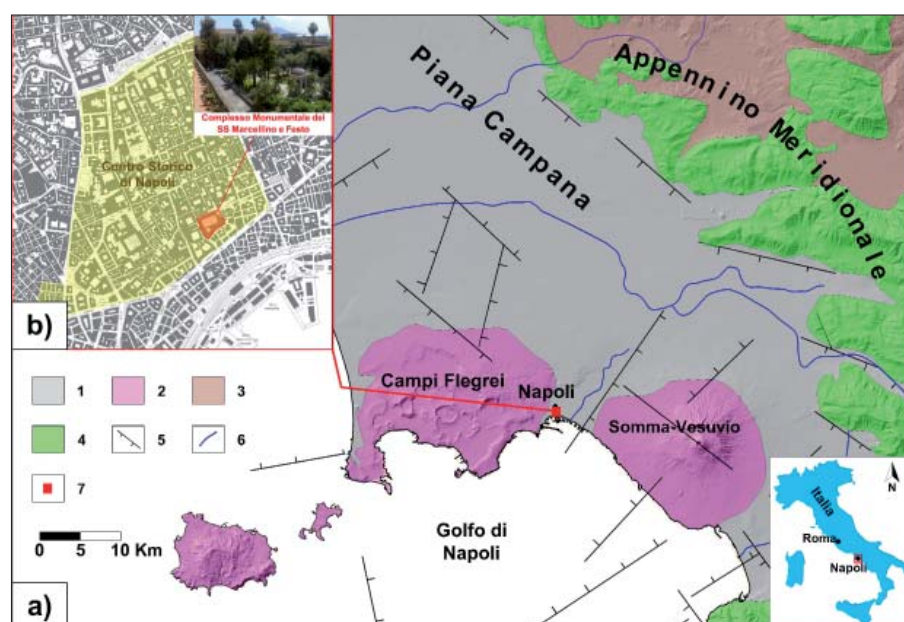 Complesso Monumentale dei
SS Marcellino e Festo
Centro Storico
di Napoli
b)
Appennino Meridionale
Piana Campana
Campi Flegrei
Napoli
Somma-Vesuvio
Golfo di
Napoli
1
2
3
4
5
6
7
0 5 10 Km
a)
N
Italia
Roma
Napoli